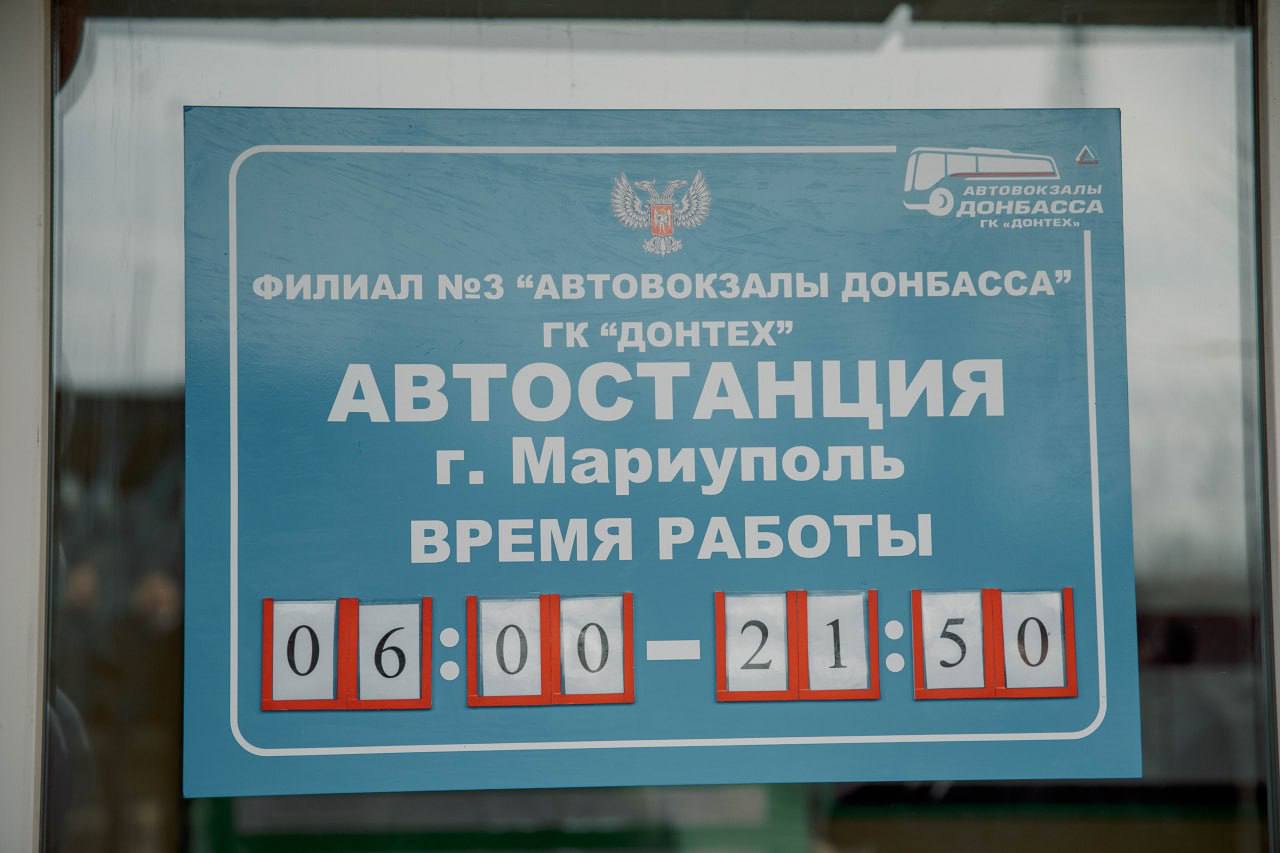 АВТОВОКЗАЛЫ
ДОНБАССА
ГК «ДОНТЕХ»
ФИЛИАЛ №3 “АВТОВОКЗАЛЫ ДОНБАССА”
ГК “ДОНТЕХ”
АВТОСТАНЦИЯ
г. Мариуполь
ВРЕМЯ РАБОТЫ
06:00–21:50